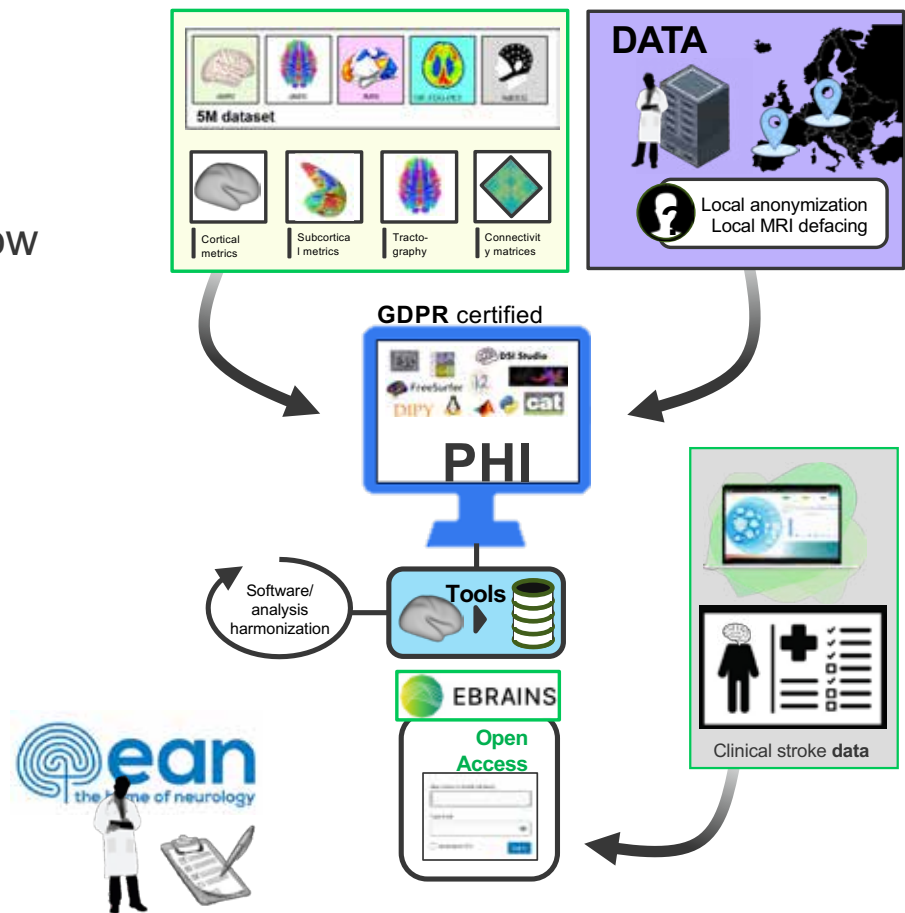 ow
5M dataset
Cortical
metrics
Subcortica
l metrics
Tracto-
graphy
Connectivit
y matrices
DATA
?
Local anonymization
Local MRI defacing
GDPR certified
DSI Studio
FreeSurfer
DIPY
cat
PHI
Software/
analysis
harmonization
Tools
EBRAINS
Open
Access
Clinical stroke data
ean
the home of neurology